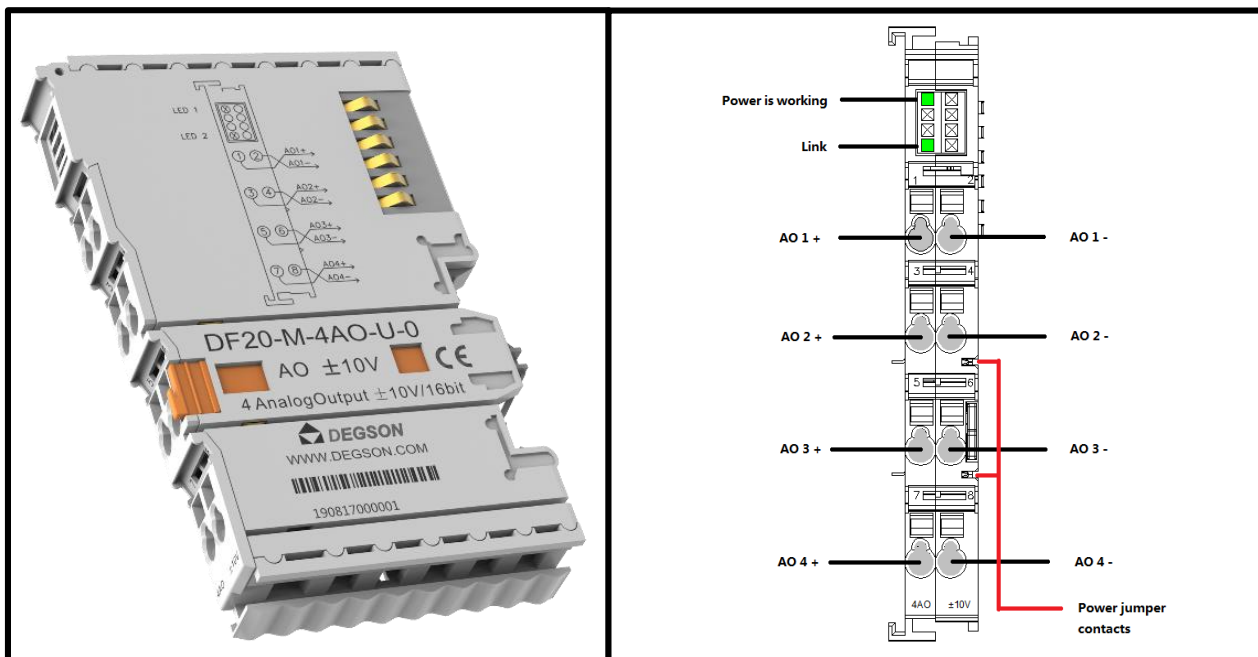 LED 1
LED 2
1 2 AO1+
AO1-
3 4 AO2+
AO2-
5 6 AO3+
AO3-
7 8 AO4+
AO4-
DF20-M-4AO-U-0
AO ±10V CE
4 AnalogOutput ±10V/16bit
DEGSON
WWW.DEGSON.COM
190817000001
4AO ±10V
Power is working
Link
1 2
AO 1 + AO 1 -
3 4
AO 2 + AO 2 -
5 6
AO 3 + AO 3 -
7 8
AO 4 + AO 4 -
4AO ±10V
Power jumper
contacts